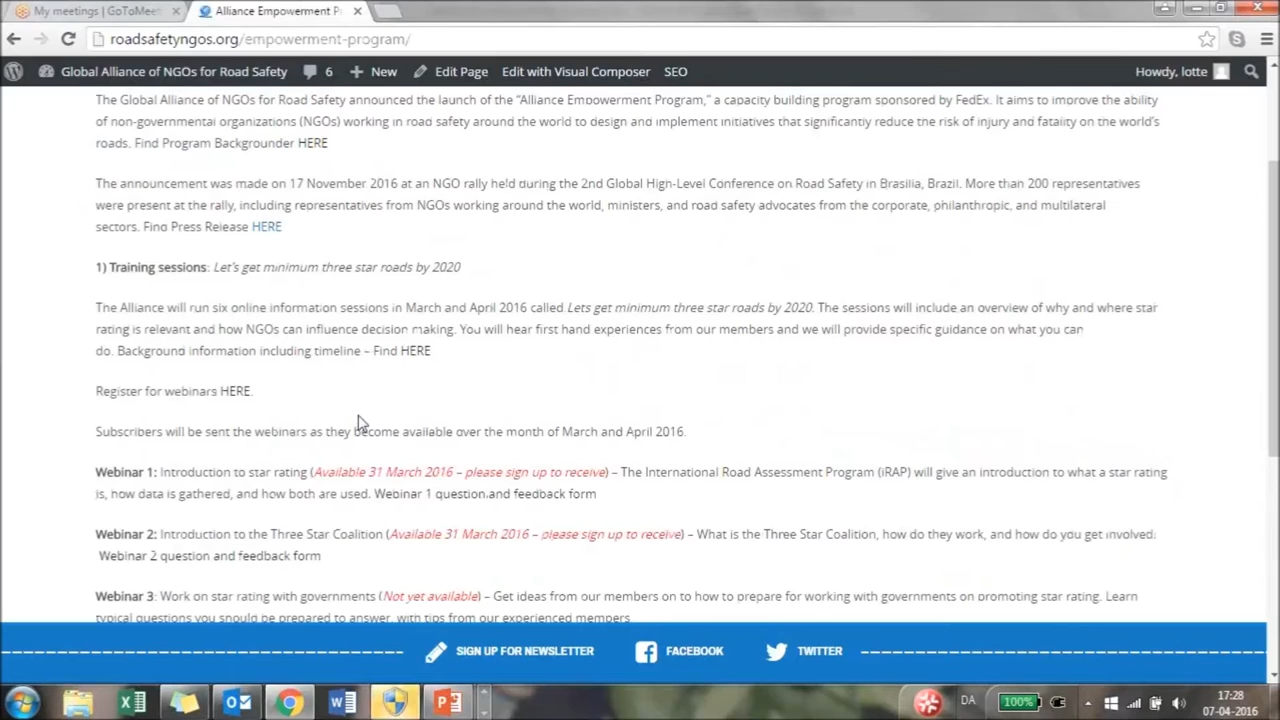 My meetings | GoToMee
Alliance Empowerment P
roadsafetyngos.org/empowerment-program/
Global Alliance of NGOs for Road Safety 6 New Edit Page Edit with Visual Composer SEO Howdy, lotte
The Global Alliance of NGOs for Road Safety announced the launch of the “Alliance Empowerment Program,” a capacity building program sponsored by FedEx. It aims to improve the ability
of non-governmental organizations (NGOs) working in road safety around the world to design and implement initiatives that significantly reduce the risk of injury and fatality on the world’s
roads. Find Program Backgrounder HERE
The announcement was made on 17 November 2016 at an NGO rally held during the 2nd Global High-Level Conference on Road Safety in Brasilia, Brazil. More than 200 representatives
were present at the rally, including representatives from NGOs working around the world, ministers, and road safety advocates from the corporate, philanthropic, and multilateral
sectors. Find Press Release HERE
1) Training sessions: Let’s get minimum three star roads by 2020
The Alliance will run six online information sessions in March and April 2016 called Lets get minimum three star roads by 2020. The sessions will include an overview of why and where star
rating is relevant and how NGOs can influence decision making. You will hear first hand experiences from our members and we will provide specific guidance on what you can
do. Background information including timeline – Find HERE
Register for webinars HERE.
Subscribers will be sent the webinars as they become available over the month of March and April 2016.
Webinar 1: Introduction to star rating (Available 31 March 2016 – please sign up to receive) – The International Road Assessment Program (iRAP) will give an introduction to what a star rating
is, how data is gathered, and how both are used. Webinar 1 question and feedback form
Webinar 2: Introduction to the Three Star Coalition (Available 31 March 2016 – please sign up to receive) – What is the Three Star Coalition, how do they work, and how do you get involved.
Webinar 2 question and feedback form
Webinar 3: Work on star rating with governments (Not yet available) – Get ideas from our members on to how to prepare for working with governments on promoting star rating. Learn
typical questions you should be prepared to answer, with tips from our experienced members
SIGN UP FOR NEWSLETTER FACEBOOK TWITTER
DA 100% 17:28
07-04-2016